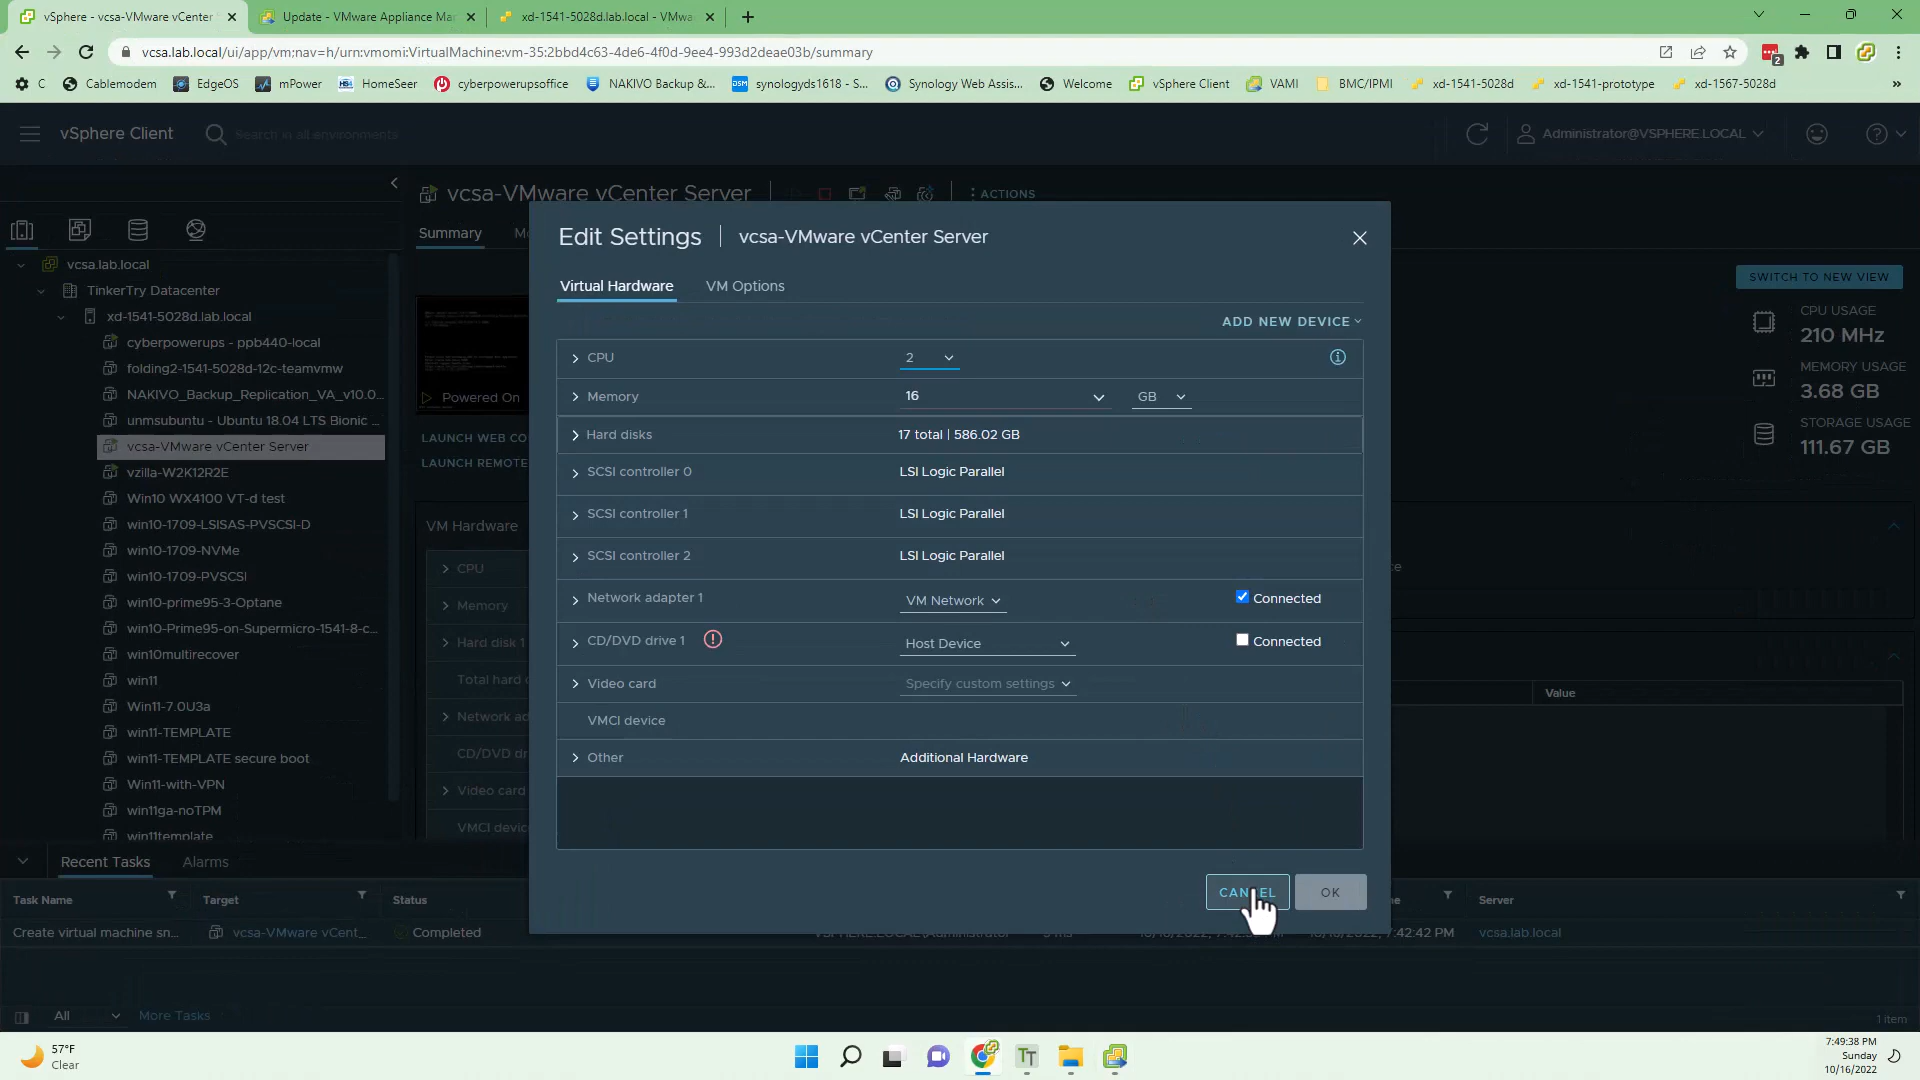 vSphere - vcsa-VMware vCenter
Update - VMware Appliance Ma
xd-1541-5028d.lab.local - VMwa
vcsa.lab.local/ui/app/vm;nav=h/urn:vmomi:VirtualMachine:vm-35:2bbd4c63-4de6-4f0d-9ee4-993d2deae03b/summary
2
C
Cablemodem
EdgeOS
mPower
HomeSeer
cyberpowerupsoffice
NAKIVO Backup &...
synologyds1618 - S...
Synology Web Assis...
Welcome
vSphere Client
VAMI
BMC/IPMI
xd-1541-5028d
xd-1541-prototype
xd-1567-5028d
»
vSphere Client
Search in all environments
Administrator@VSPHERE.LOCAL
vcsa-VMware vCenter Server
ACTIONS
Summary
SWITCH TO NEW VIEW
vcsa.lab.local
TinkerTry Datacenter
xd-1541-5028d.lab.local
cyberpowerups - ppb440-local
folding2-1541-5028d-12c-teamvmw
NAKIVO_Backup_Replication_VA_v10.0...
unmsubuntu - Ubuntu 18.04 LTS Bionic ...
vcsa-VMware vCenter Server
vzilla-W2K12R2E
Win10 WX4100 VT-d test
win10-1709-LSISAS-PVSCSI-D
win10-1709-NVMe
win10-1709-PVSCSI
win10-prime95-3-Optane
win10-Prime95-on-Supermicro-1541-8-c...
win10multirecover
win11
Win11-7.0U3a
win11-TEMPLATE
win11-TEMPLATE secure boot
Win11-with-VPN
win11ga-noTPM
win11template
Powered On
LAUNCH WEB CO
LAUNCH REMOTE
VM Hardware
CPU
Memory
Hard disk 1
Total hard
Network ad
CD/DVD dr
Video card
VMCI devic
Edit Settings
vcsa-VMware vCenter Server
Virtual Hardware
VM Options
ADD NEW DEVICE
CPU
2
Memory
16
GB
Hard disks
17 total | 586.02 GB
SCSI controller 0
LSI Logic Parallel
SCSI controller 1
LSI Logic Parallel
SCSI controller 2
LSI Logic Parallel
Network adapter 1
VM Network
Connected
CD/DVD drive 1
Host Device
Connected
Video card
Specify custom settings
VMCI device
Other
Additional Hardware
CANCEL
OK
CPU USAGE
210 MHz
MEMORY USAGE
3.68 GB
STORAGE USAGE
111.67 GB
Value
Recent Tasks
Alarms
Task Name
Target
Status
Server
Create virtual machine sn...
vcsa-VMware vCent_
Completed
7:42:42 PM
vcsa.lab.local
All
More Tasks
1 item
57°F
Clear
7:49:38 PM
Sunday
10/16/2022